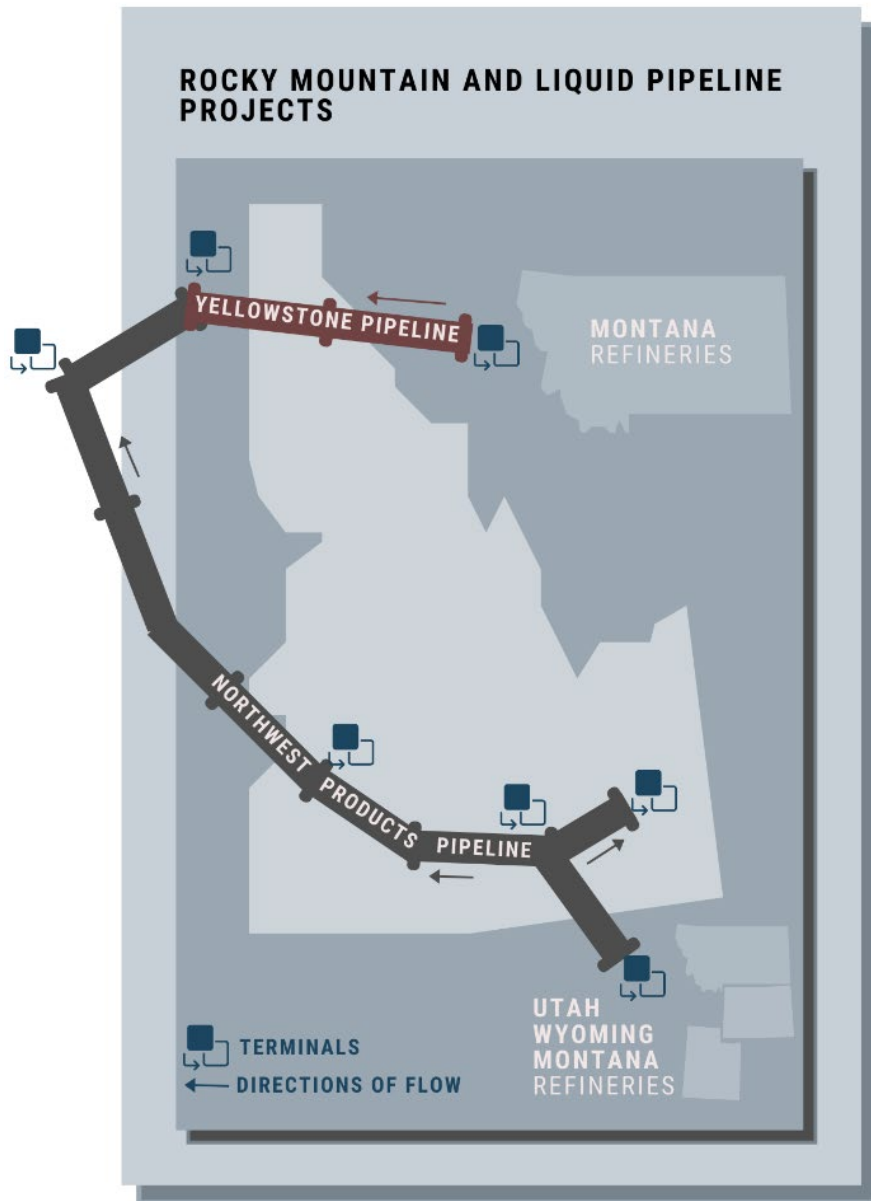 ROCKY MOUNTAIN AND LIQUID PIPELINE
PROJECTS
YELLOWSTONE PIPELINE
MONTANA
REFINERIES
NORTHWEST PRODUCTS PIPELINE
UTAH
WYOMING
MONTANA
REFINERIES
TERMINALS
DIRECTIONS OF FLOW